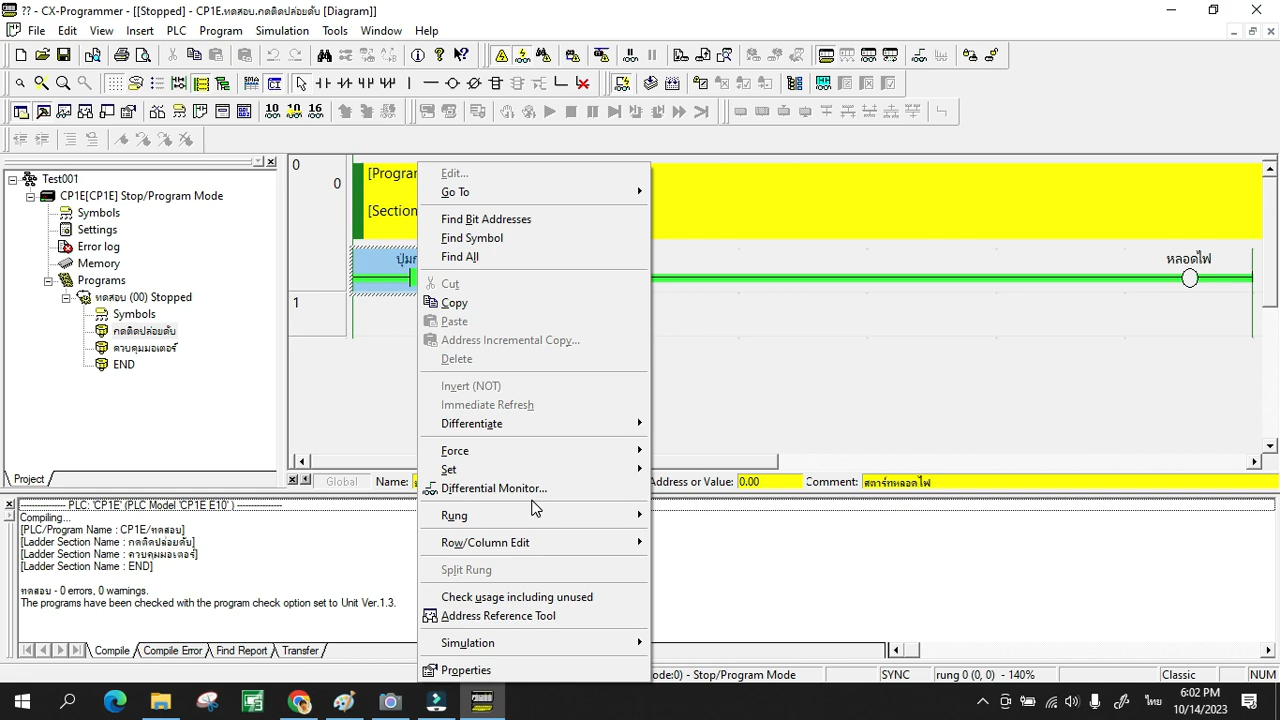 ?? - CX-Programmer - [[Stopped] - CP1E.ทดสอบ.กดติดปล่อยดับ [Diagram]]
File Edit View Insert PLC Program Simulation Tools Window Help
10 10 16
Test001
CP1E[CP1E] Stop/Program Mode
Symbols
Settings
Error log
Memory
Programs
ทดสอบ (00) Stopped
Symbols
กดติดปล่อยดับ
ควบคุมมอเตอร์
END
Project
0
0
[Program
[Section
หลอดไฟ
1
Edit...
Go To
Find Bit Addresses
Find Symbol
Find All
Cut
Copy
Paste
Address Incremental Copy...
Delete
Invert (NOT)
Immediate Refresh
Differentiate
Force
Set
Differential Monitor...
Rung
Row/Column Edit
Split Rung
Check usage including unused
Address Reference Tool
Simulation
Properties
Global Name: Address or Value: 0.00 Comment: สตาร์ทหลอดไฟ
PLC: 'CP1E' (PLC Model 'CP1E E10' )
Compiling...
[PLC/Program Name : CP1E/ทดสอบ]
[Ladder Section Name : กดติดปล่อยดับ]
[Ladder Section Name : ควบคุมมอเตอร์]
[Ladder Section Name : END]
ทดสอบ - 0 errors, 0 warnings.
The programs have been checked with the program check option set to Unit Ver.1.3.
Compile Compile Error Find Report Transfer
ode:0) - Stop/Program Mode SYNC rung 0 (0, 0) - 140% Classic NUM
ไทย
6:02 PM
10/14/2023